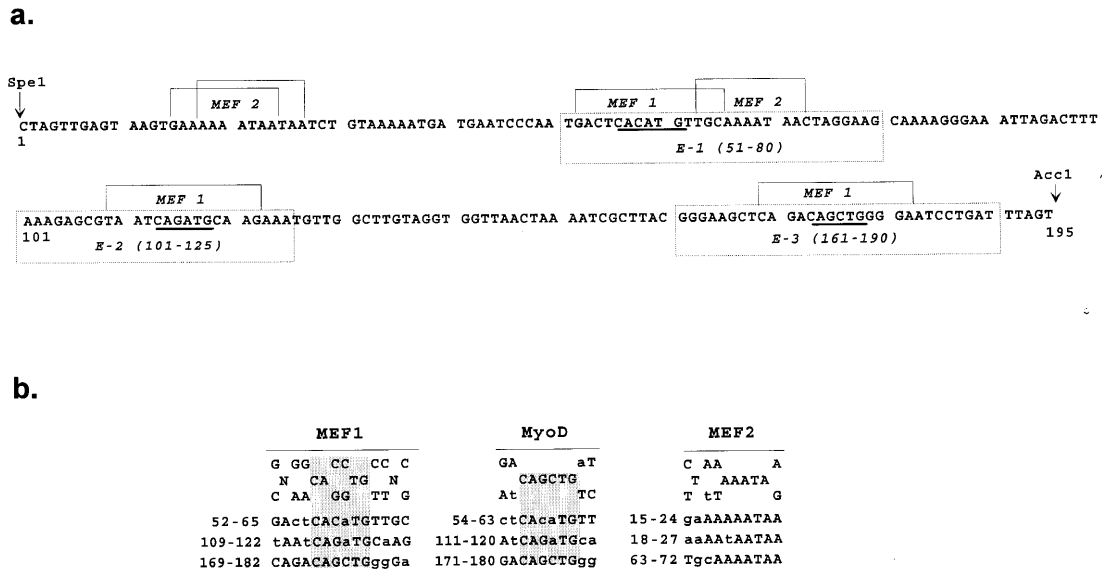 a.
Spe1
MEF 2
MEF 1
MEF 2
CTAGTTGAGT AAGTGAAAAA ATAATAATCT GTAAAAATGA TGAATCCCAA TGACTCACAT GTTGCAAAAT AACTAGGAAG CAAAAGGGAA ATTAGACTTT
1
E-1 (51-80)
Acc1
MEF 1
MEF 1
AAAGAGCGTA ATCAGATGCA AGAAATGTTG GCTTGTAGGT GGTTAACTAA AATCGCTTAC GGGAAGCTCA GACAGCTGGG GAATCCTGAT TTAGT
101
E-2 (101-125)
E-3 (161-190)
195
b.
MEF1 MyoD MEF2
G GG CC CC C GA aT C AA A
N CA TG N CAGCTG T AAATA
C AA GG TT G At TC T tT G
52-65 GActCACaTGTTGC 54-63 ctCAcaTGTT 15-24 gaAAAAATAA
109-122 tAAtCAGaTGCaAG 111-120 AtCAGaTGca 18-27 aaAAtAATAA
169-182 CAGACAGCTGggGa 171-180 GACAGCTGgg 63-72 TgcAAAATAA